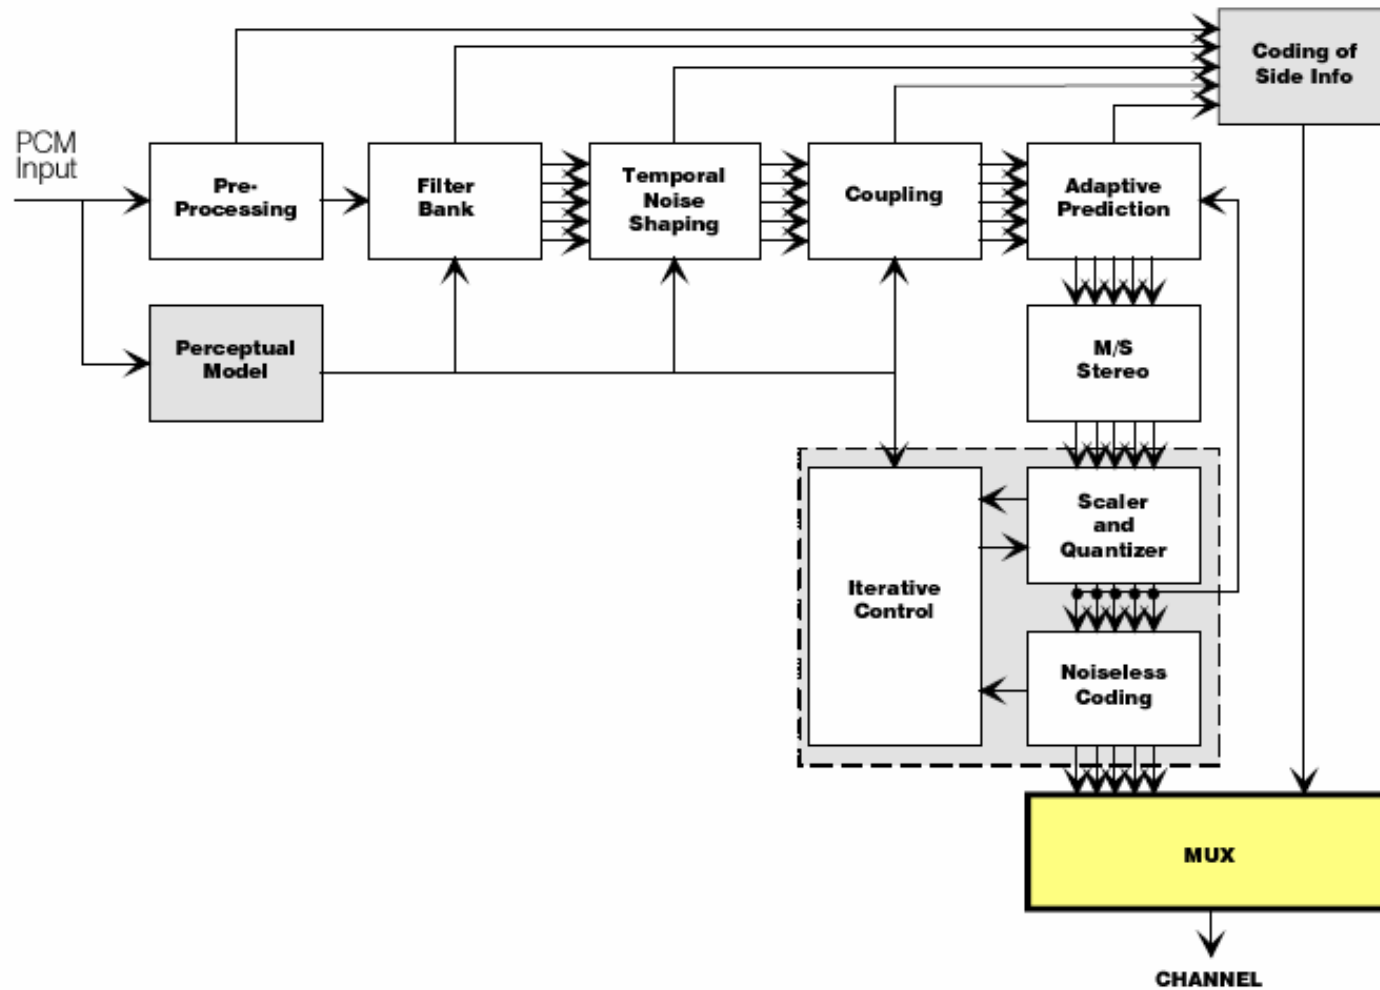 Coding of
Side Info
PCM
Input
Pre-
Processing
Filter
Bank
Temporal
Noise
Shaping
Coupling
Adaptive
Prediction
Perceptual
Model
M/S
Stereo
Scaler
and
Quantizer
Iterative
Control
Noiseless
Coding
MUX
CHANNEL